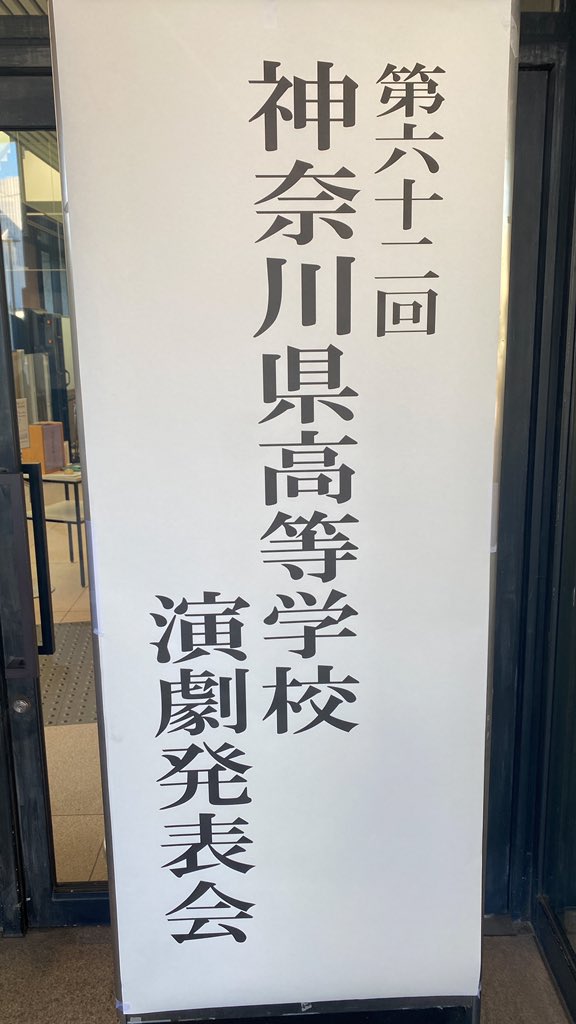 第六十二回
神奈川県高等学校
演劇発表会